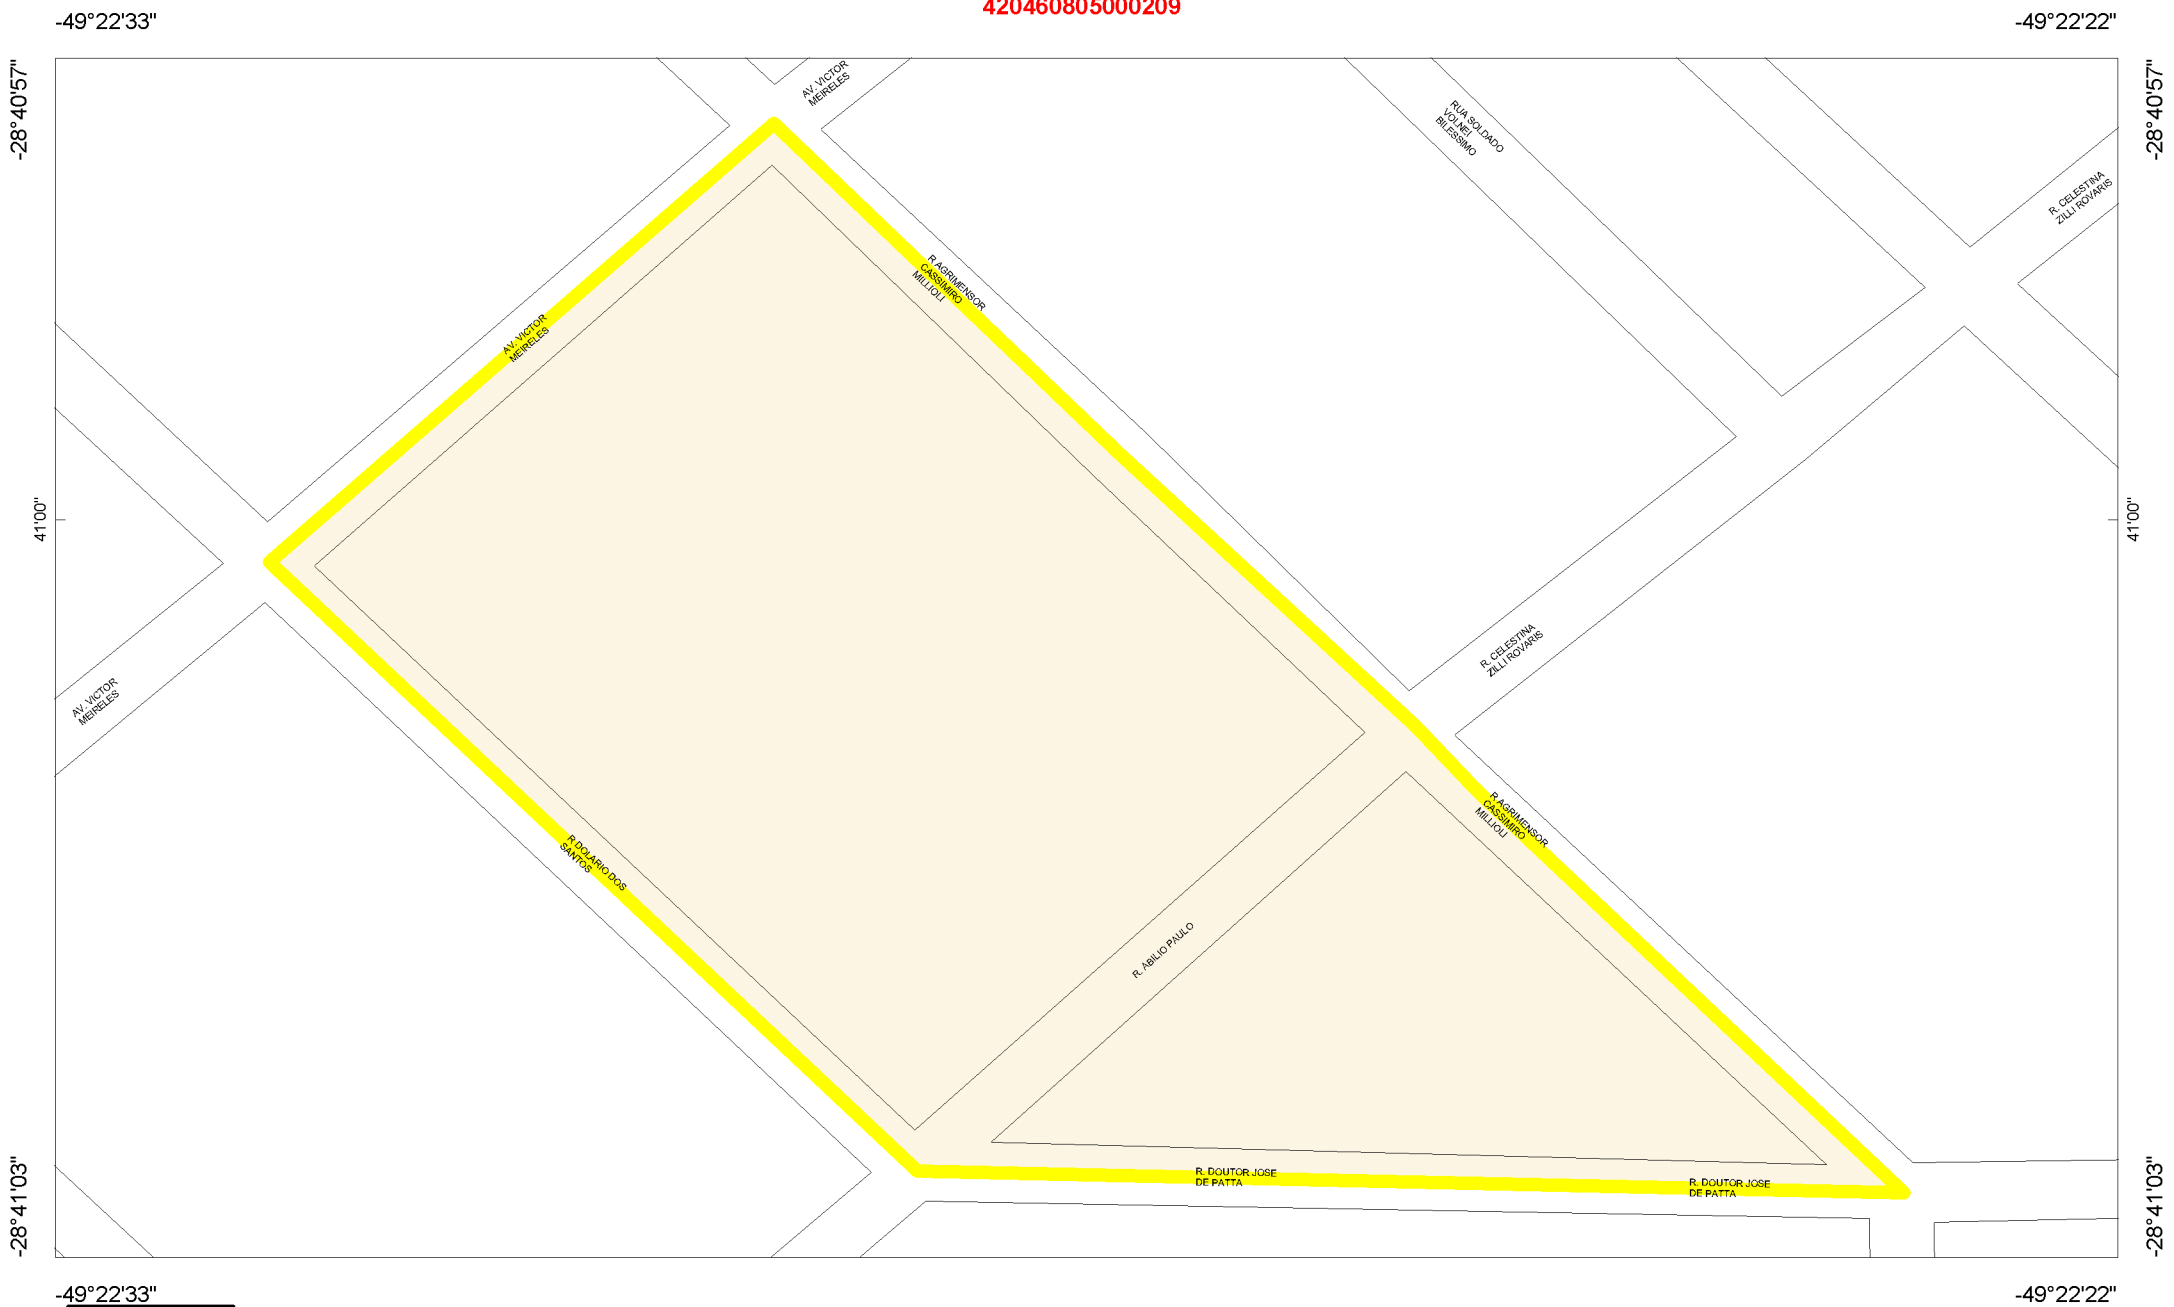 420460805000209
-49°22'33"
-49°22'22"
-28°40'57"
-28°40'57"
AV. VICTOR
MEIRELES
RUA SOLDADO
VOLNEI
BILESSIMO
R. CELESTINA
ZILLI ROVARIS
R AGRIMENSOR
CASSIMIRO
MILLIOLI
AV. VICTOR
MEIRELES
41'00"
41'00"
R. CELESTINA
ZILLI ROVARIS
AV. VICTOR
MEIRELES
R AGRIMENSOR
CASSIMIRO
MILLIOLI
R DOLARIO DOS
SANTOS
R. ABILIO PAULO
R. DOUTOR JOSE
DE PATTA
R. DOUTOR JOSE
DE PATTA
-28°41'03"
-28°41'03"
-49°22'33"
-49°22'22"